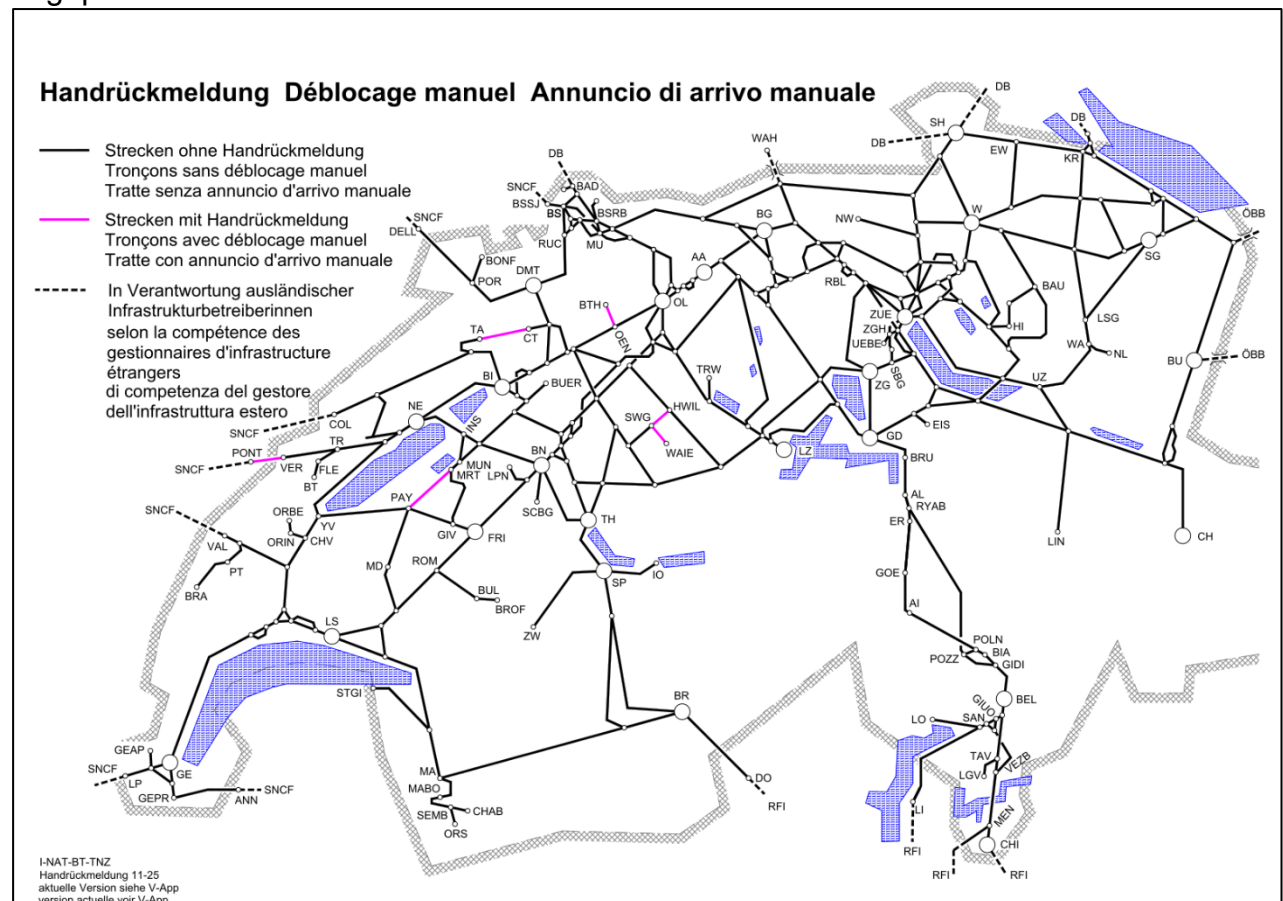 Handrückmeldung Déblocage manuel Annuncio di arrivo manuale
Strecken ohne Handrückmeldung
Tronçons sans déblocage manuel
Tratte senza annuncio d'arrivo manuale
Strecken mit Handrückmeldung
Tronçons avec déblocage manuel
Tratte con annuncio d'arrivo manuale
In Verantwortung ausländischer
Infrastrukturbetreiberinnen
selon la compétence des
gestionnaires d'infrastructure
étrangers
di competenza del gestore
dell'infrastruttura estero
DB
SH
DB
EW
DB
KR
WAH
DB
BAD
SNCF
BSSJ
BS
BSRB
RUC
MU
BG
NW
W
ÖBB
SG
SNCF
DELL
BONF
POR
DMT
AA
OL
RBL
BAU
BTH
OEN
ZUE
ZGH
UEBE
HI
LSG
TA
CT
WA
NL
BU
ÖBB
BI
BUER
TRW
SBG
ZG
UZ
NE
INS
SWG
HWIL
WAIE
EIS
COL
SNCF
GD
LZ
BN
PONT
SNCF
VER
TR
FLE
BT
MUN
MRT
LPN
BRU
PAY
SCBG
AL
RYAB
ER
ORBE
ORIN
YV
CHV
GIV
FRI
TH
LIN
CH
SNCF
VAL
PT
BRA
MD
ROM
SP
IO
GOE
BUL
BROF
AI
LS
ZW
POLN
BIA
POZZ
GIDI
STGI
BR
BEL
GIUO
LO
SAN
GEAP
GE
SNCF
LP
GEPR
ANN
SNCF
MA
MABO
SEMB
CHAB
ORS
DO
RFI
TAV
VEZB
LGV
LI
MEN
CHI
RFI
RFI
RFI
I-NAT-BT-TNZ
Handrückmeldung 11-25
aktuelle Version siehe V-App
version actuelle voir V-App